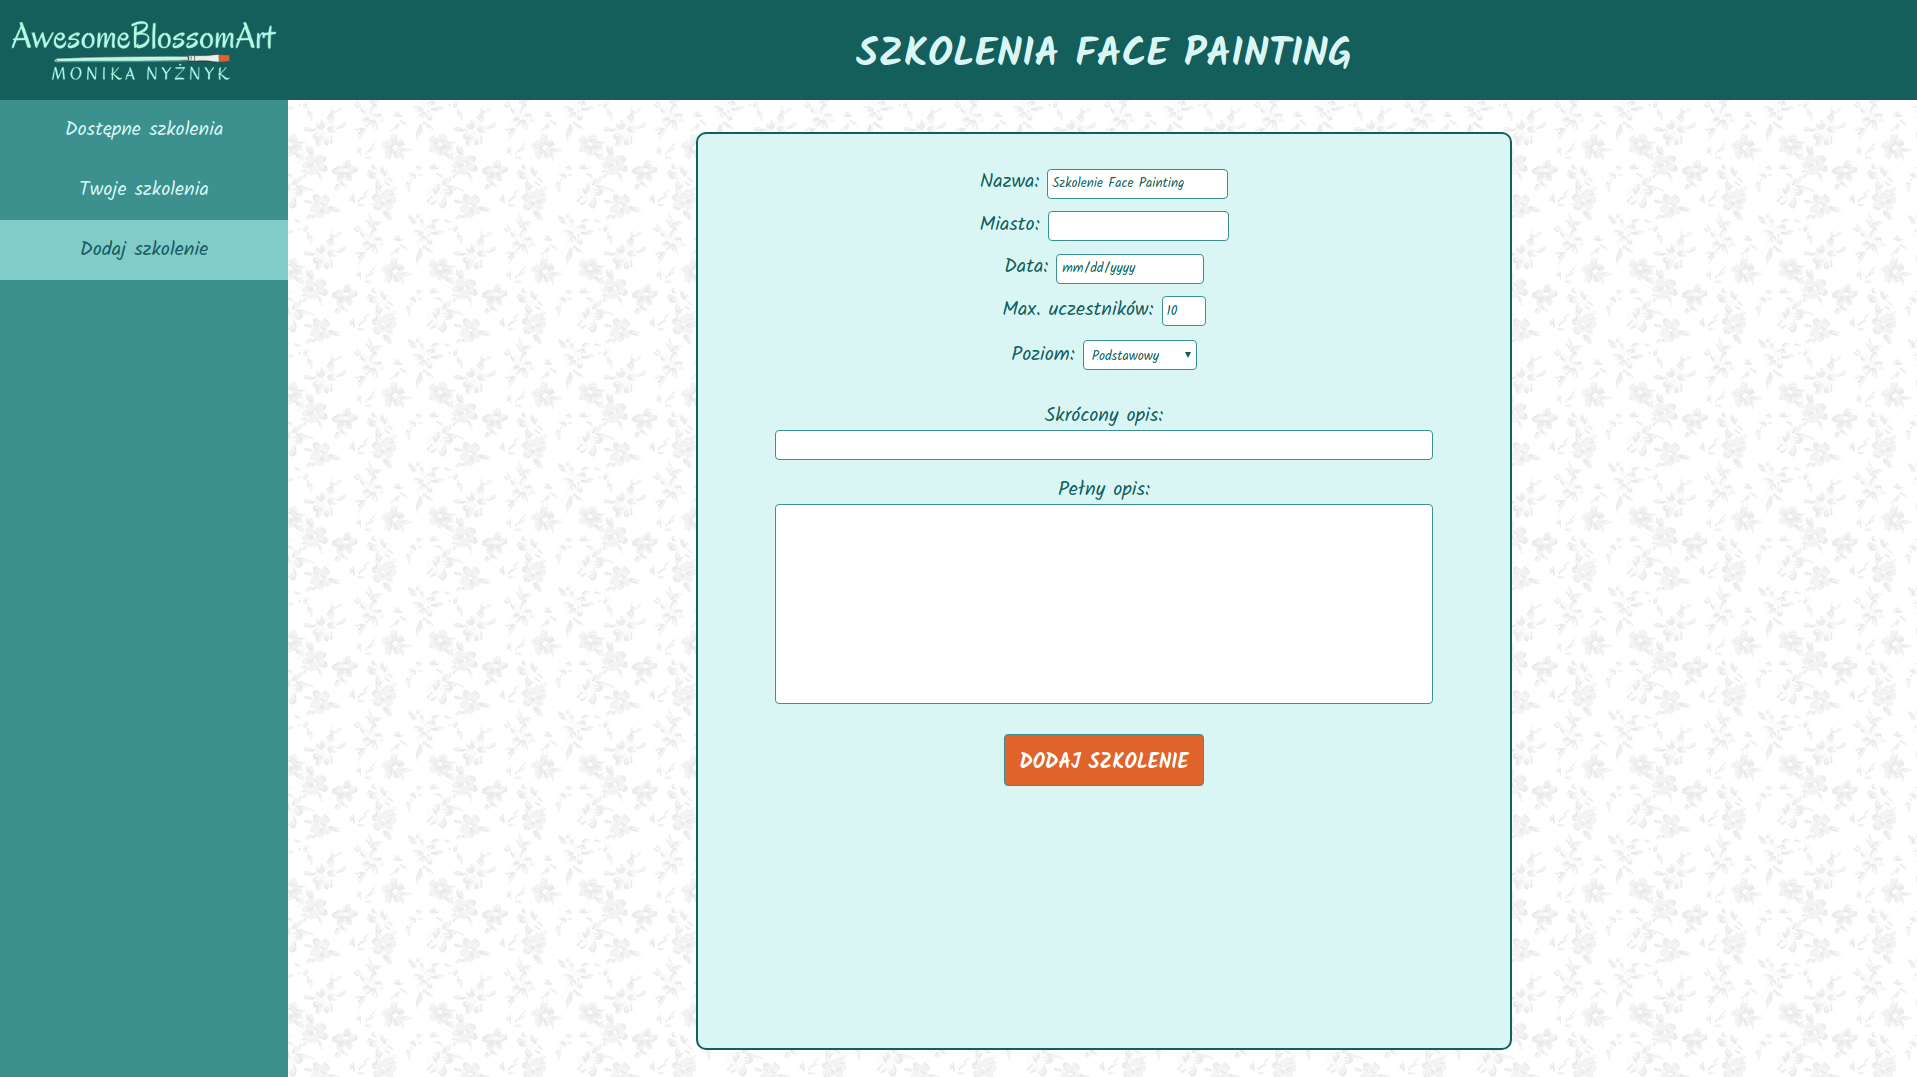 AwesomeBlossomArt
MONIKA NYŻNYK
SZKOLENIA FACE PAINTING
Dostępne szkolenia
Twoje szkolenia
Dodaj szkolenie
Nazwa: Szkolenie Face Painting
Miasto:
Data: mm/dd/yyyy
Max. uczestników: 10
Poziom: Podstawowy
Skrócony opis:
Pełny opis:
DODAJ SZKOLENIE